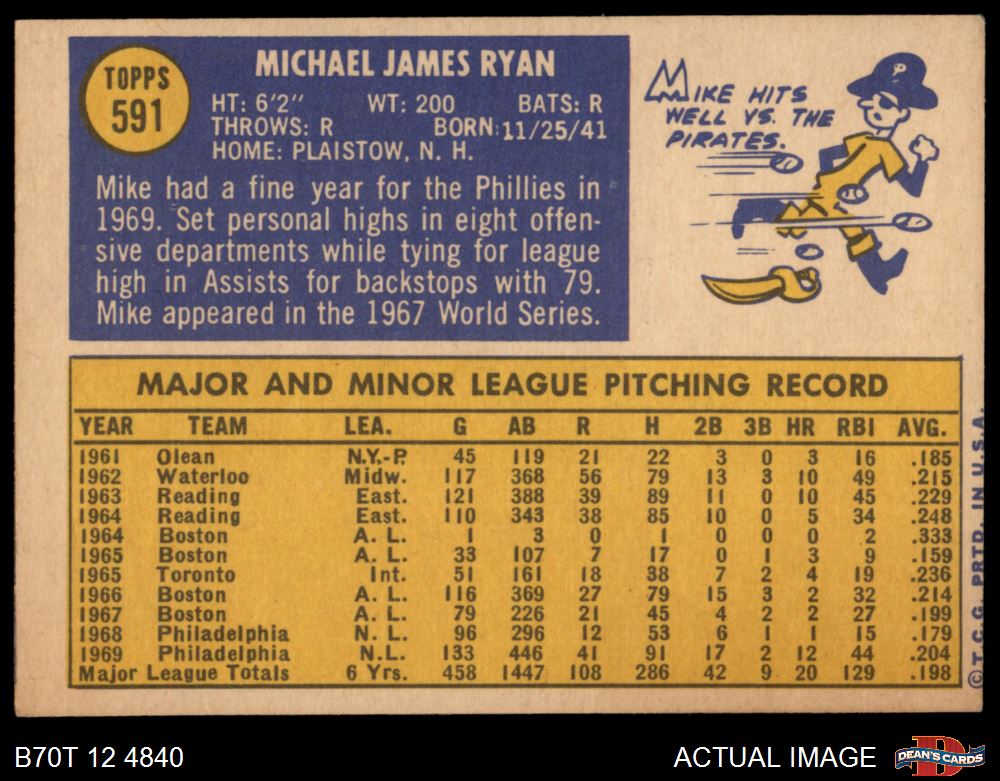 TOPPS
591
MICHAEL JAMES RYAN
HT: 6'2" WT: 200 BATS: R
THROWS: R BORN: 11/25/41
HOME: PLAISTOW, N. H.
Mike had a fine year for the Phillies in
1969. Set personal highs in eight offen-
sive departments while tying for league
high in Assists for backstops with 79.
Mike appeared in the 1967 World Series.
MIKE HITS
WELL VS. THE
PIRATES.
P
MAJOR AND MINOR LEAGUE PITCHING RECORD
YEAR TEAM LEA. G AB R H 2B 3B HR RBI AVG.
1961 Olean N.Y.-P. 45 119 21 22 3 0 3 16 .185
1962 Waterloo Midw. 117 368 56 79 13 3 10 49 .215
1963 Reading East. 121 388 39 89 11 0 10 45 .229
1964 Reading East. 110 343 38 85 10 0 5 34 .248
1964 Boston A. L. 1 3 0 1 0 0 0 2 .333
1965 Boston A. L. 33 107 7 17 0 1 3 9 .159
1965 Toronto Int. 51 161 18 38 7 2 4 19 .236
1966 Boston A. L. 116 369 27 79 15 3 2 32 .214
1967 Boston A. L. 79 226 21 45 4 2 2 27 .199
1968 Philadelphia N. L. 96 296 12 53 6 1 1 15 .179
1969 Philadelphia N.L. 133 446 41 91 17 2 12 44 .204
Major League Totals 6 Yrs. 458 1447 108 286 42 9 20 129 .198
©T.C.G. PRTD. IN U.S.A.
B70T 12 4840
ACTUAL IMAGE
D
DEAN'S CARDS